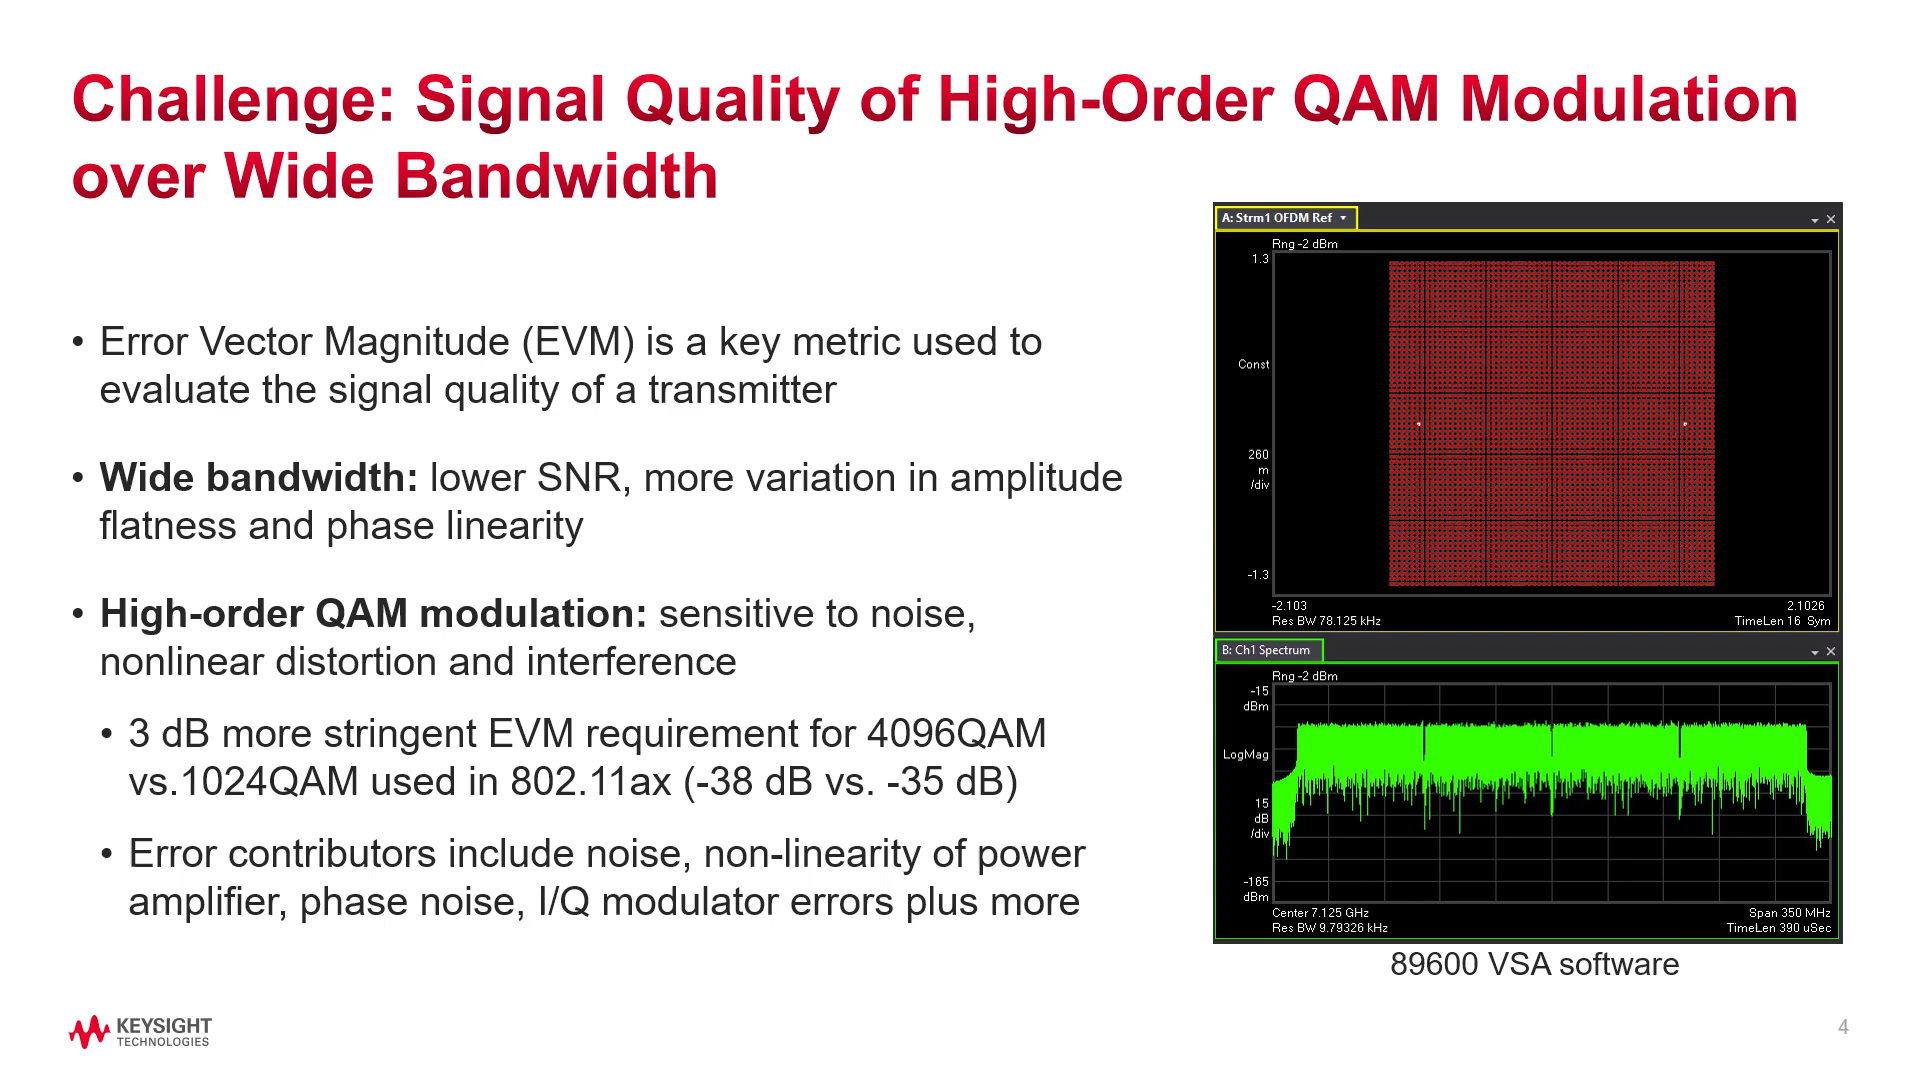 Challenge: Signal Quality of High-Order QAM Modulation
over Wide Bandwidth
• Error Vector Magnitude (EVM) is a key metric used to
evaluate the signal quality of a transmitter
• Wide bandwidth: lower SNR, more variation in amplitude
flatness and phase linearity
• High-order QAM modulation: sensitive to noise,
nonlinear distortion and interference
• 3 dB more stringent EVM requirement for 4096QAM
vs.1024QAM used in 802.11ax (-38 dB vs. -35 dB)
• Error contributors include noise, non-linearity of power
amplifier, phase noise, I/Q modulator errors plus more
A: Strm1 OFDM Ref
Rng -2 dBm
1.3
Const
260
m
/div
-1.3
-2.103 2.1026
Res BW 78.125 kHz TimeLen 16 Sym
B: Ch1 Spectrum
Rng -2 dBm
-15
dBm
LogMag
15
dB
/div
-165
dBm
Center 7.125 GHz Span 350 MHz
Res BW 9.79326 kHz TimeLen 390 uSec
89600 VSA software
KEYSIGHT
TECHNOLOGIES
4